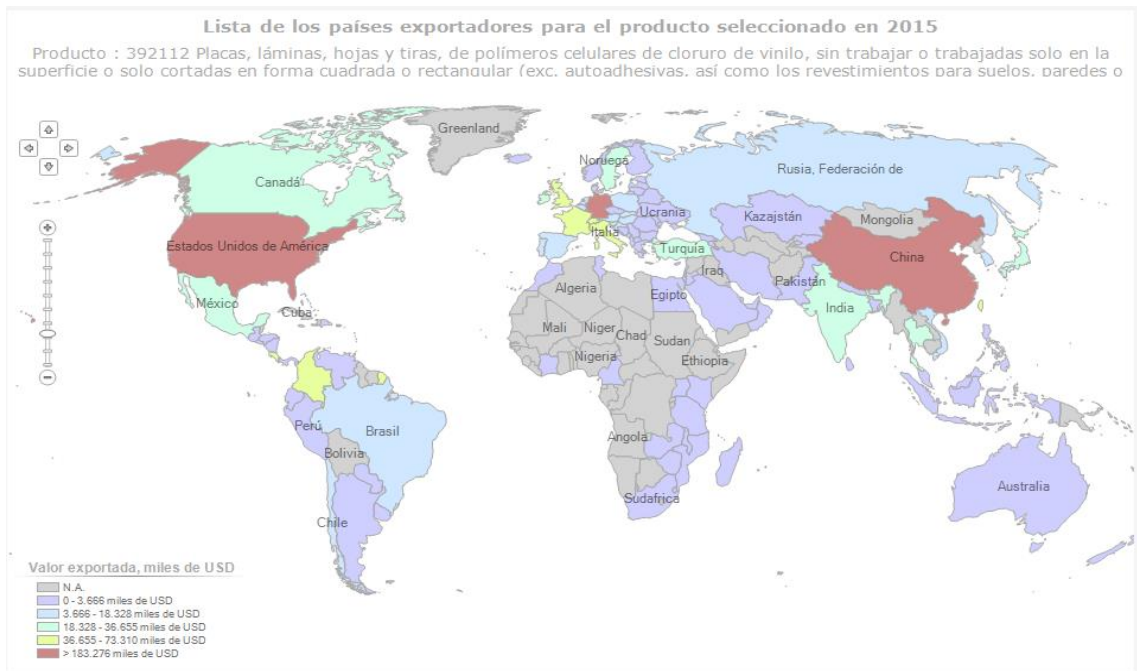 Lista de los países exportadores para el producto seleccionado en 2015
Producto : 392112 Placas, láminas, hojas y tiras, de polímeros celulares de cloruro de vinilo, sin trabajar o trabajadas solo en la
superficie o solo cortadas en forma cuadrada o rectangular (exc. autoadhesivas, así como los revestimientos para suelos, paredes o
Greenland
Noruega
Canadá
Rusia, Federación de
Ucrania
Kazajstán
Mongolia
Estados Unidos de América
Italia
Turquía
China
Iraq
Pakistán
México
Cuba
Algeria
Egipto
India
Mali
Niger
Chad
Sudan
Nigeria
Ethiopia
Perú
Brasil
Angola
Bolivia
Sudafrica
Australia
Chile
Valor exportada, miles de USD
N.A.
0 - 3.666 miles de USD
3.666 - 18.328 miles de USD
18.328 - 36.655 miles de USD
36.655 - 73.310 miles de USD
> 183.276 miles de USD